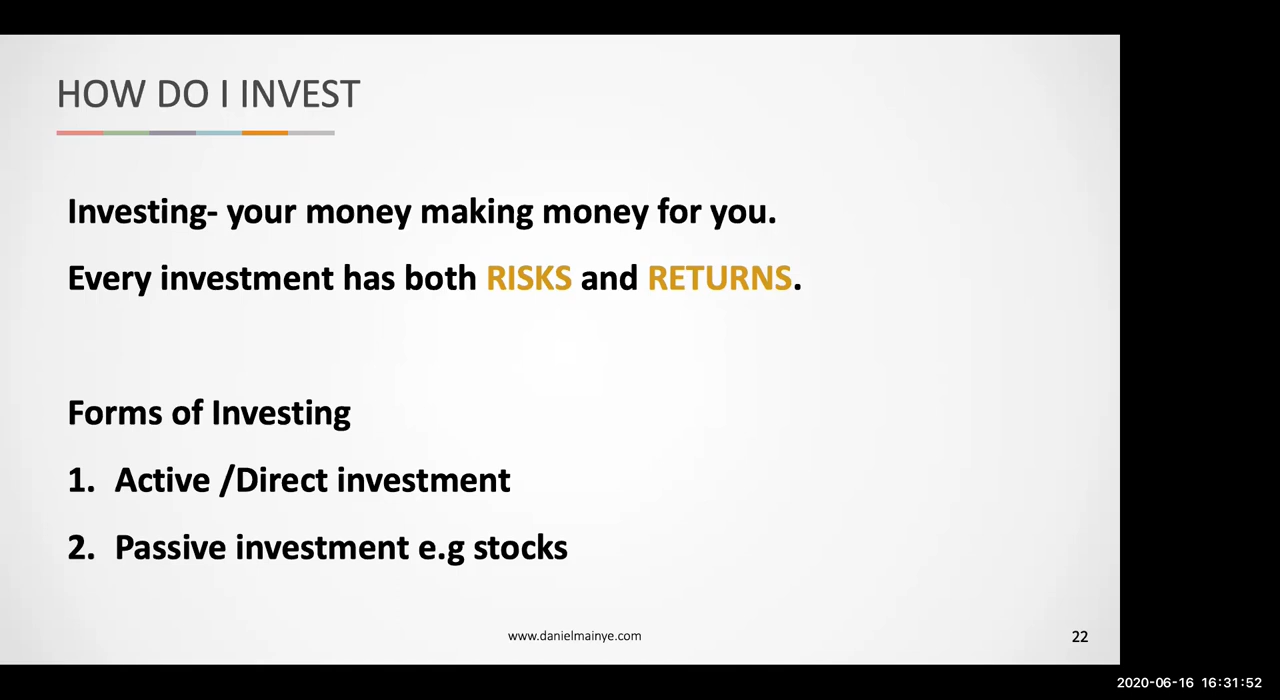 HOW DO I INVEST
Investing- your money making money for you.
Every investment has both RISKS and RETURNS.
Forms of Investing
1. Active /Direct investment
2. Passive investment e.g stocks
www.danielmainye.com
22
2020-06-16 16:31:52